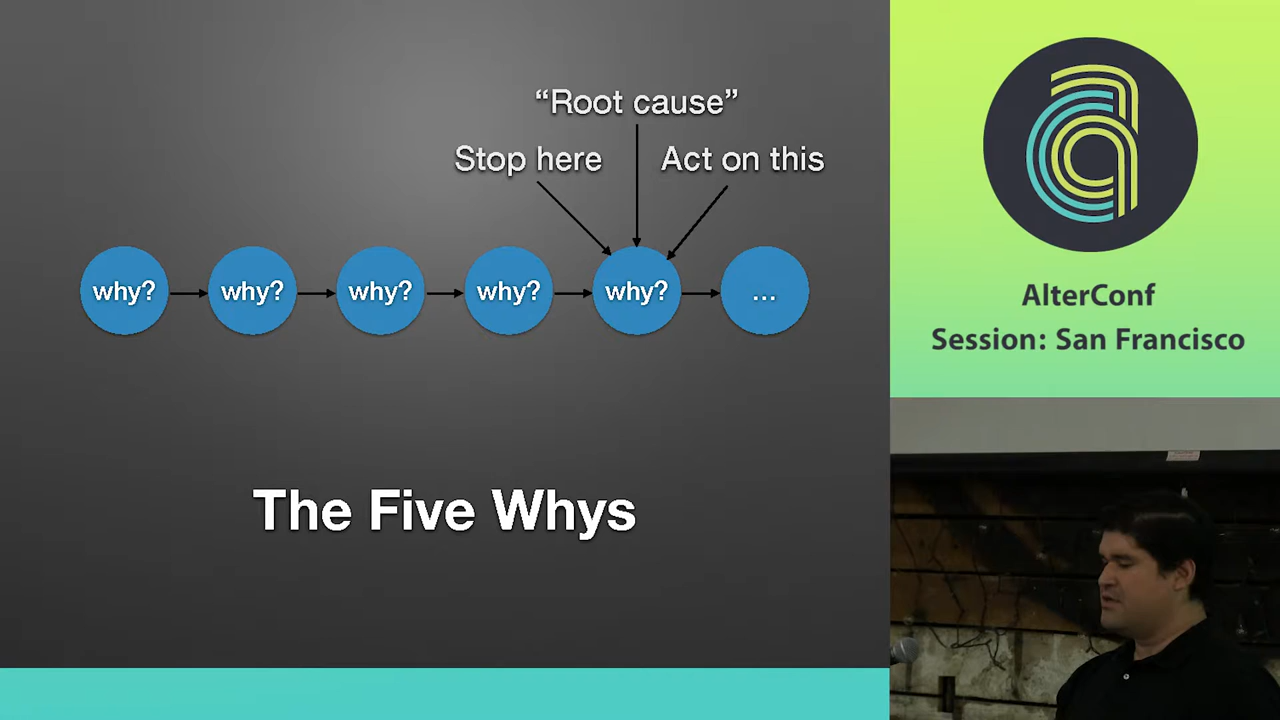 “Root cause”
Stop here
Act on this
why?
why?
why?
why?
why?
...
The Five Whys
AlterConf
Session: San Francisco